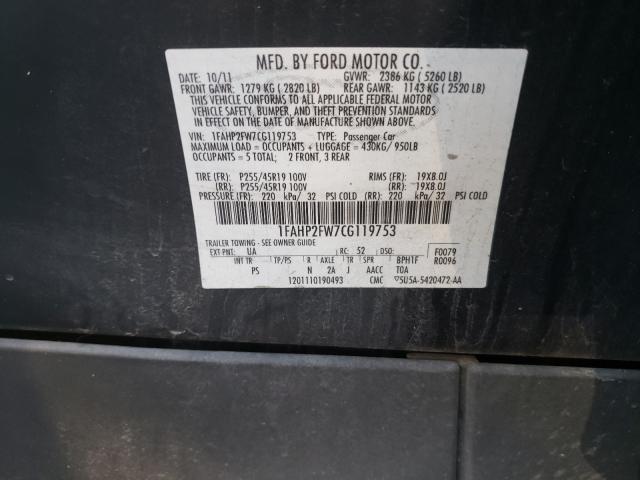 MFD. BY FORD MOTOR CO.
DATE: 10/11 GVWR: 2386 KG ( 5260 LB)
FRONT GAWR: 1279 KG ( 2820 LB) REAR GAWR: 1143 KG ( 2520 LB)
THIS VEHICLE CONFORMS TO ALL APPLICABLE FEDERAL MOTOR
VEHICLE SAFETY, BUMPER, AND THEFT PREVENTION STANDARDS
IN EFFECT ON THE DATE OF MANUFACTURE SHOWN ABOVE.
VIN: 1FAHP2FW7CG119753 TYPE: Passenger Car
MAXIMUM LOAD = OCCUPANTS + LUGGAGE = 430KG/ 950LB
OCCUPANTS = 5 TOTAL; 2 FRONT, 3 REAR
TIRE (FR): P255/45R19 100V RIMS (FR): 19X8.0J
(RR): P255/45R19 100V (RR): 19X8.0J
PRESSURE (FR): 220 kPa/ 32 PSI COLD (RR): 220 kPa/ 32 PSI COLD
1FAHP2FW7CG119753
TRAILER TOWING - SEE OWNER GUIDE
EXT PNT: UA RC: 52 DSO: F0079
INT TR TP/PS R AXLE TR SPR BPH1F R0096
PS N 2A J AACC TOA
1201110190493 CMC 5U5A-5420472-AA